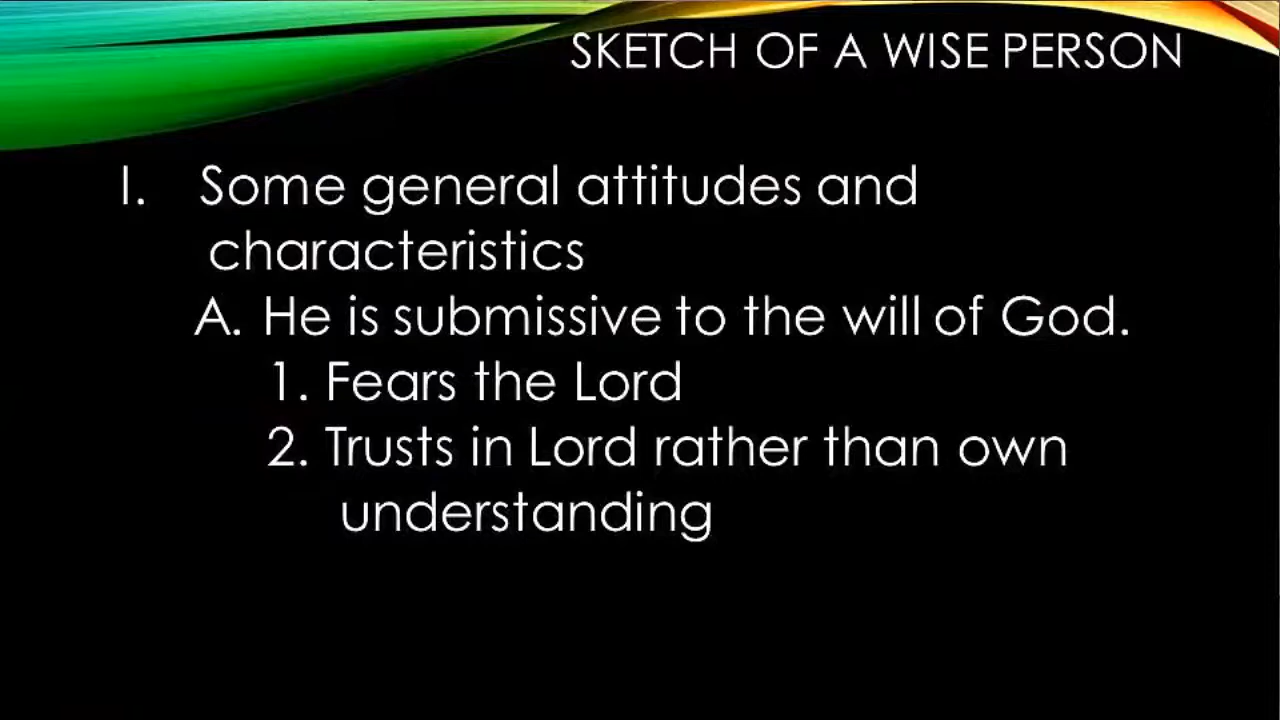 SKETCH OF A WISE PERSON
I. Some general attitudes and
characteristics
A. He is submissive to the will of God.
1. Fears the Lord
2. Trusts in Lord rather than own
understanding